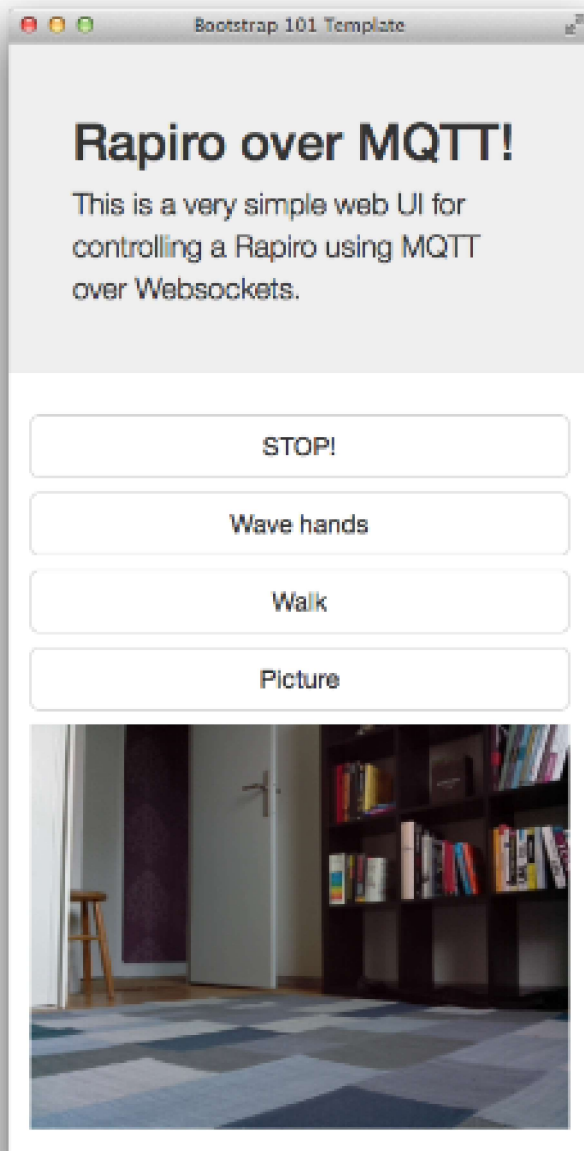 Bootstrap 101 Template
Rapiro over MQTT!
This is a very simple web UI for
controlling a Rapiro using MQTT
over Websockets.
STOP!
Wave hands
Walk
Picture